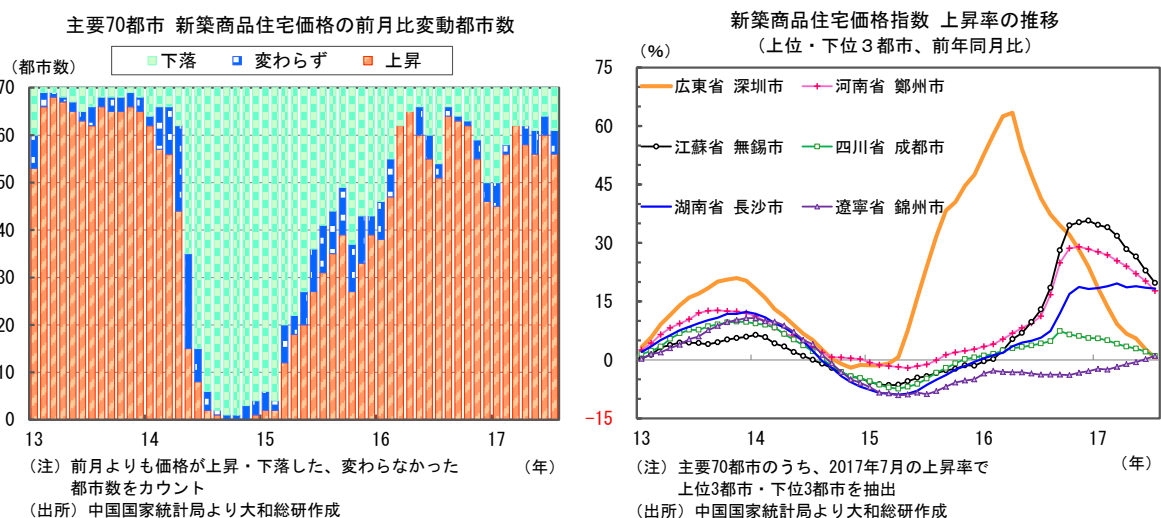 主要70都市 新築商品住宅価格の前月比変動都市数
（都市数）
下落 変わらず 上昇
70
60
50
40
30
20
10
0
13 14 15 16 17
（年）
（注）前月よりも価格が上昇・下落した、変わらなかった
都市数をカウント
（出所）中国国家統計局より大和総研作成
新築商品住宅価格指数 上昇率の推移
（上位・下位３都市、前年同月比）
（%）
75
60
45
30
15
0
-15
広東省 深圳市 河南省 鄭州市
江蘇省 無錫市 四川省 成都市
湖南省 長沙市 遼寧省 錦州市
13 14 15 16 17
（年）
（注）主要70都市のうち、2017年7月の上昇率で
上位3都市・下位3都市を抽出
（出所）中国国家統計局より大和総研作成